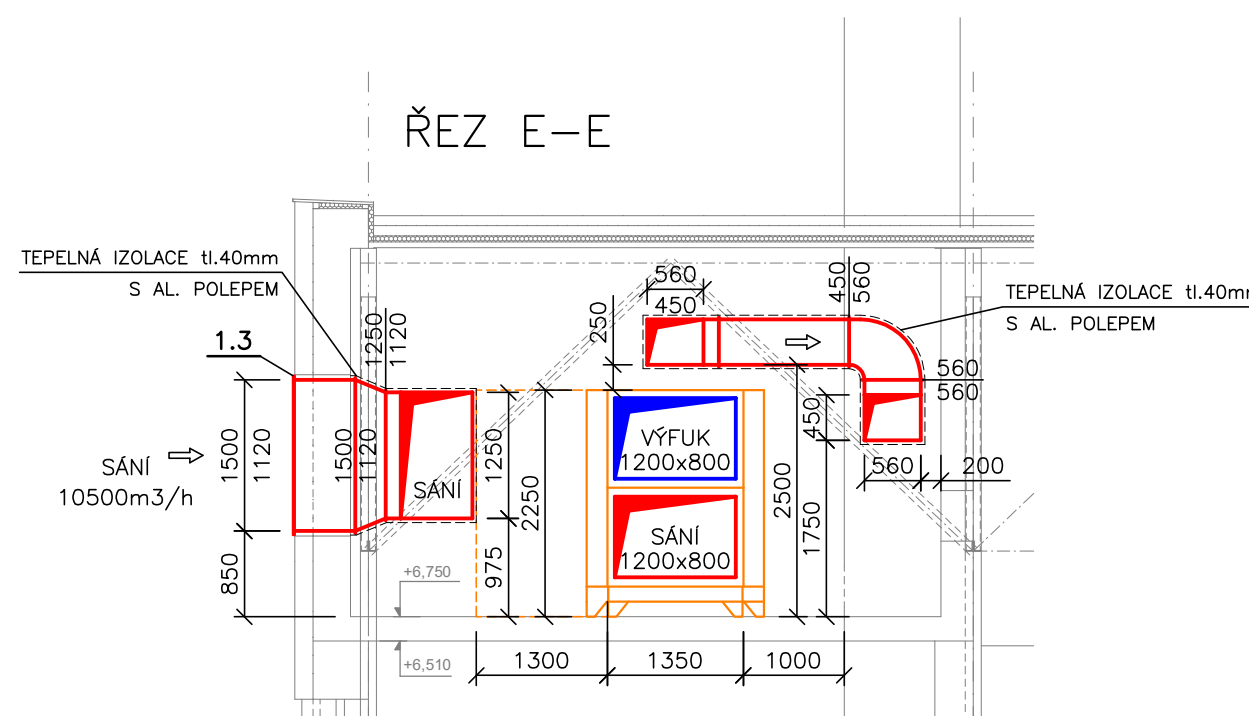 ŘEZ E–E
TEPELNÁ IZOLACE tl.40mm
S AL. POLEPEM
560
450
450
560
TEPELNÁ IZOLACE tl.40m
S AL. POLEPEM
250
1250
1120
1.3
560
560
450
VÝFUK
1200x800
1500
1120
1500
1120
SÁNÍ
10500m3/h
SÁNÍ
1250
2250
2500
1750
560
200
SÁNÍ
1200x800
850
975
+6,750
+6,510
1300
1350
1000